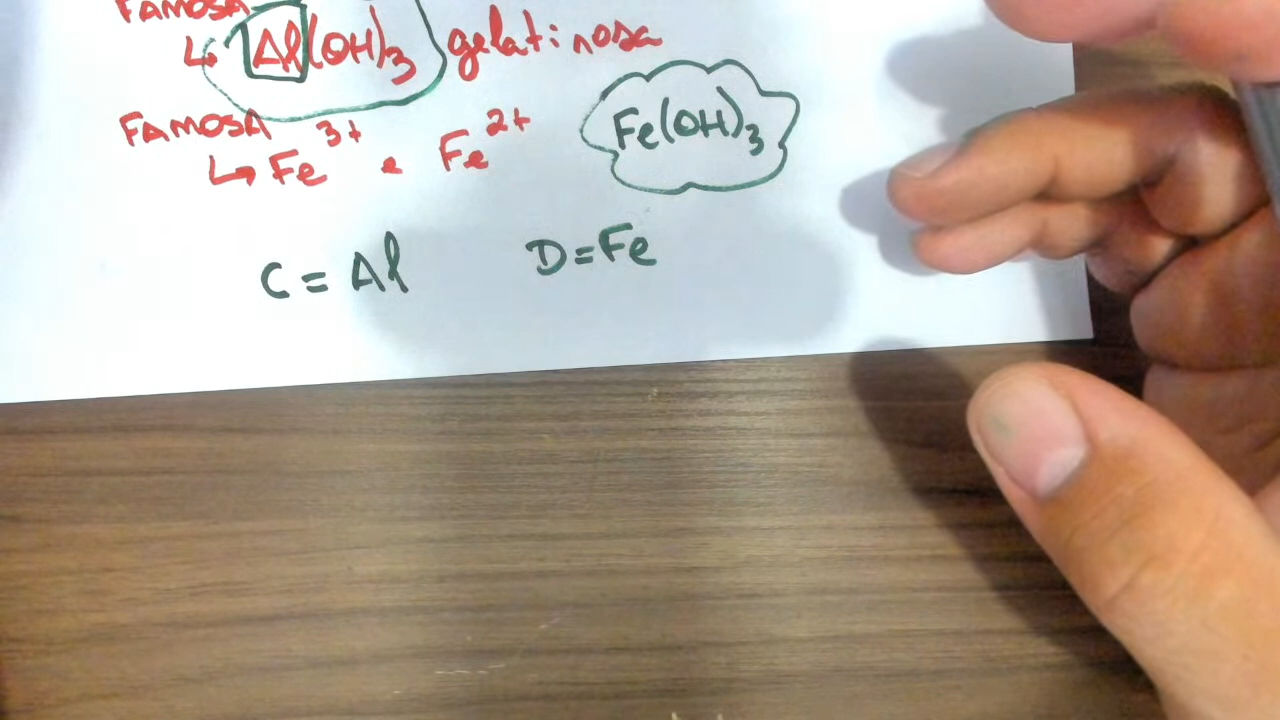 FAMOSA
↳ Al(OH)₃ gelatinosa
FAMOSA
↳ Fe³⁺ e Fe²⁺
Fe(OH)₃
C = Al
D = Fe